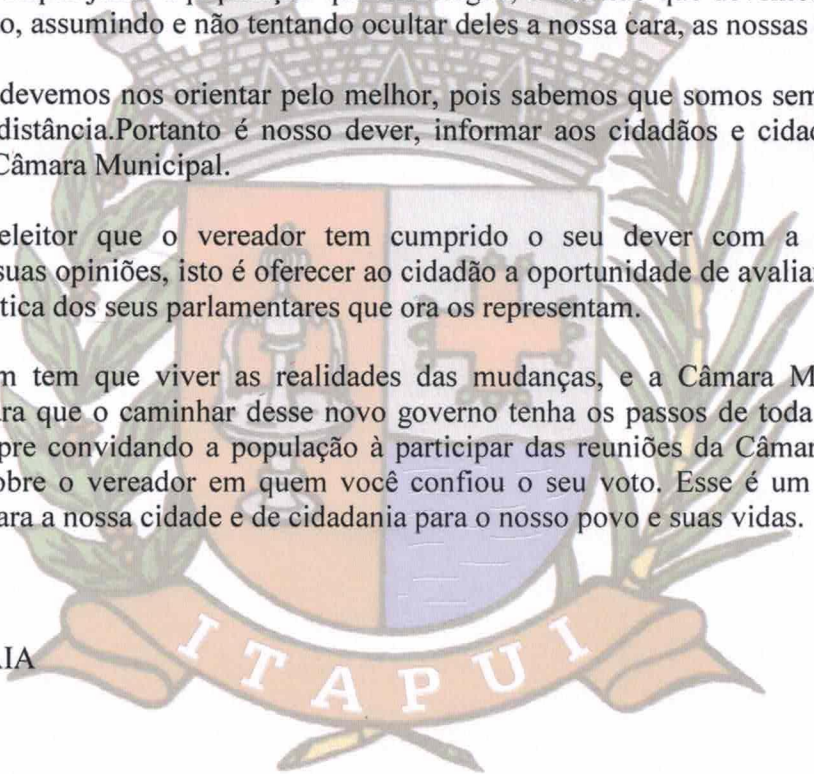 o, assumindo e não tentando ocultar deles a nossa cara, as nossas
devemos nos orientar pelo melhor, pois sabemos que somos sem
distância.Portanto é nosso dever, informar aos cidadãos e cidad
Câmara Municipal.
eleitor que o vereador tem cumprido o seu dever com a
suas opiniões, isto é oferecer ao cidadão a oportunidade de avaliar
tica dos seus parlamentares que ora os representam.
m tem que viver as realidades das mudanças, e a Câmara M
ara que o caminhar desse novo governo tenha os passos de toda
pre convidando a população à participar das reuniões da Câmar
obre o vereador em quem você confiou o seu voto. Esse é um
ara a nossa cidade e de cidadania para o nosso povo e suas vidas.
AIA
ITAPUI